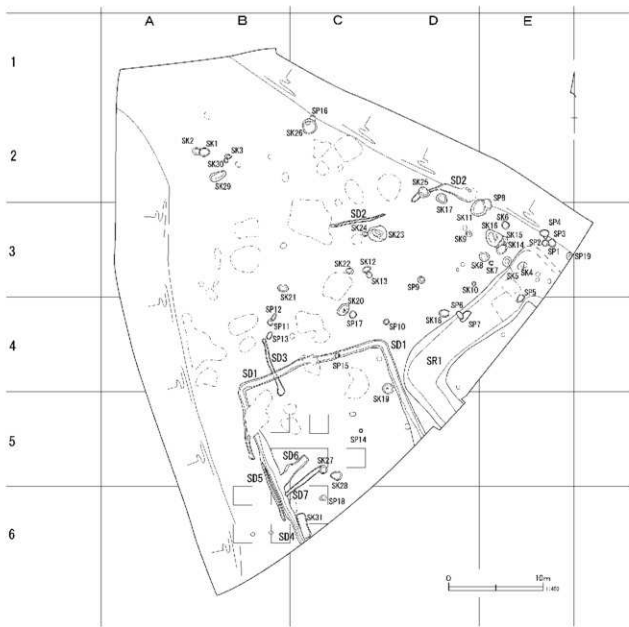 A B C D E
1
SP16
SK26
2
SK2 SK1 SK3
SK30
SK29
SK25 SD2
SK17 SP8
SK11
SD2
SK24 SK23
SK9
SK16 SK6
SK15
SK14
SP4
SP3
SP2 SP1
SP19
3
SK22 SK12
SK13
SP9
SK8 SK7
SK5 SK4
SK10
SK21
SP5
SK20
SP17
SP12
SP11
SP13
SP10
SK18 SP6
SP7
4
SD3
SD1
SP15
SD1
SR1
SK19
SP14
5
SD6 SK27
SK28
SD5
SD7 SP18
SK31
6
SD4
0 10m